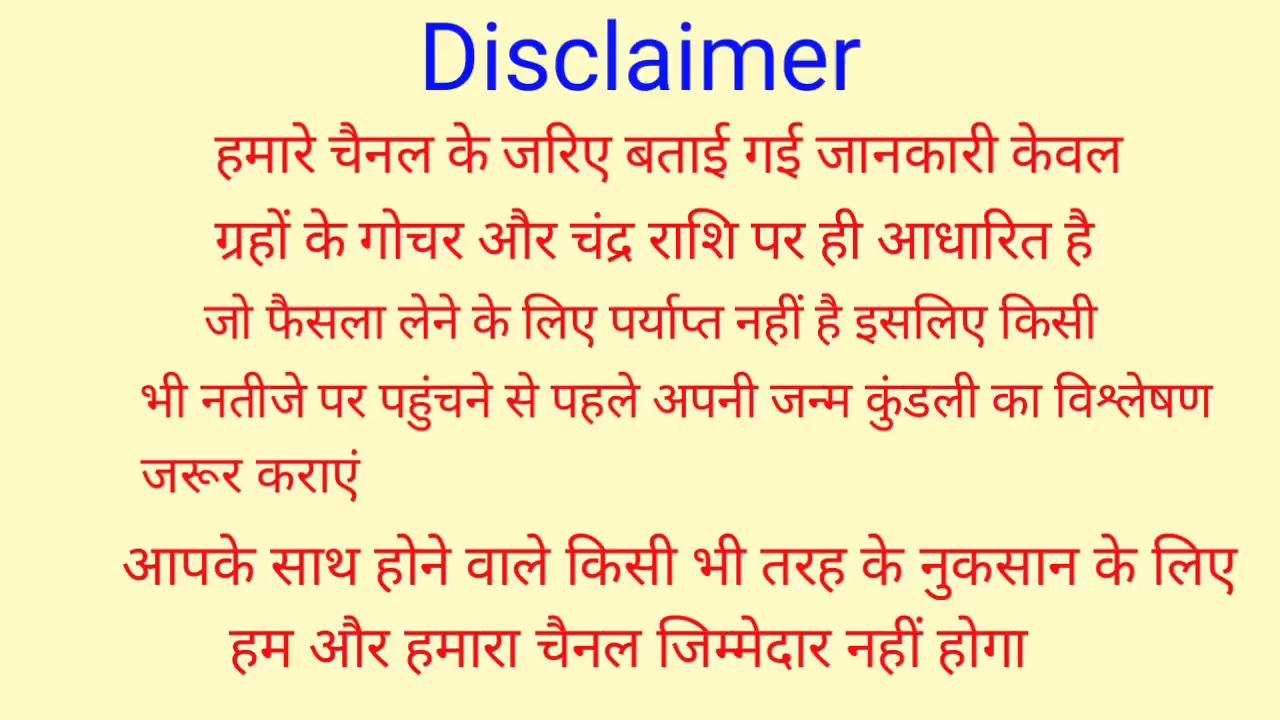 Disclaimer
हमारे चैनल के जरिए बताई गई जानकारी केवल
ग्रहों के गोचर और चंद्र राशि पर ही आधारित है
जो फैसला लेने के लिए पर्याप्त नहीं है इसलिए किसी
भी नतीजे पर पहुंचने से पहले अपनी जन्म कुंडली का विश्लेषण
जरूर कराएं
आपके साथ होने वाले किसी भी तरह के नुकसान के लिए
हम और हमारा चैनल जिम्मेदार नहीं होगा